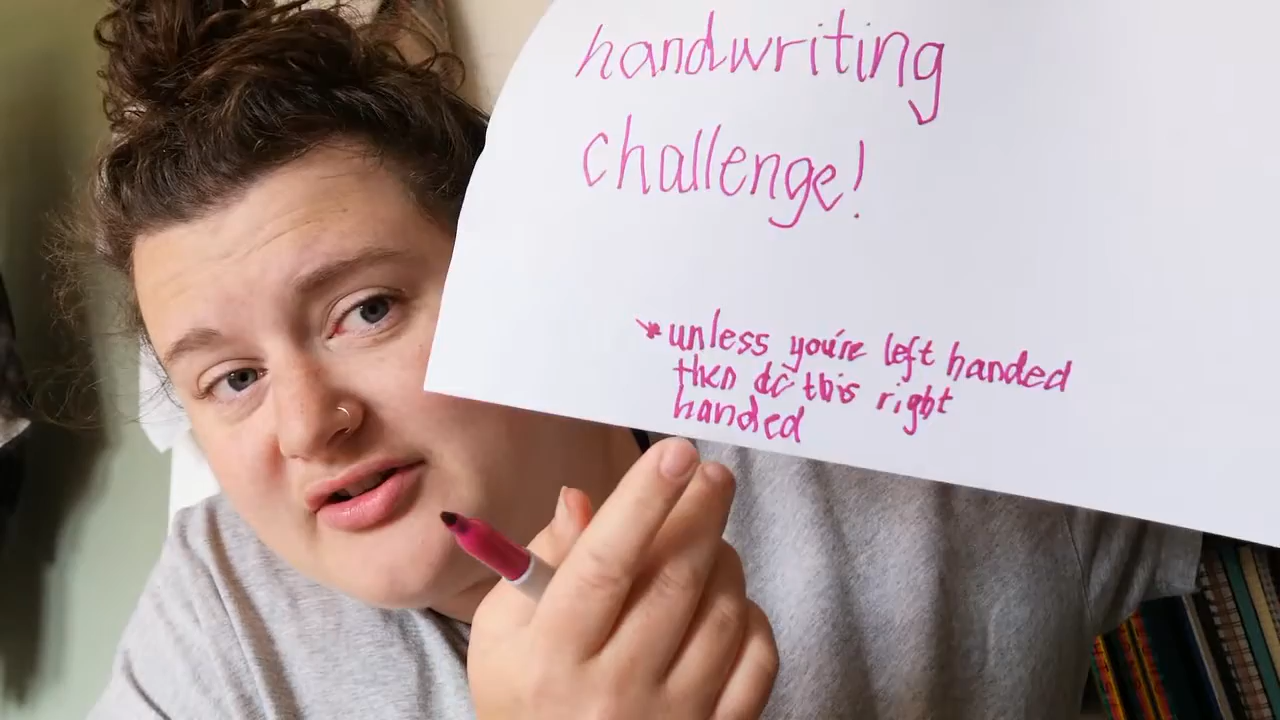 handwriting
challenge!
* unless you're left handed
then do this right
handed